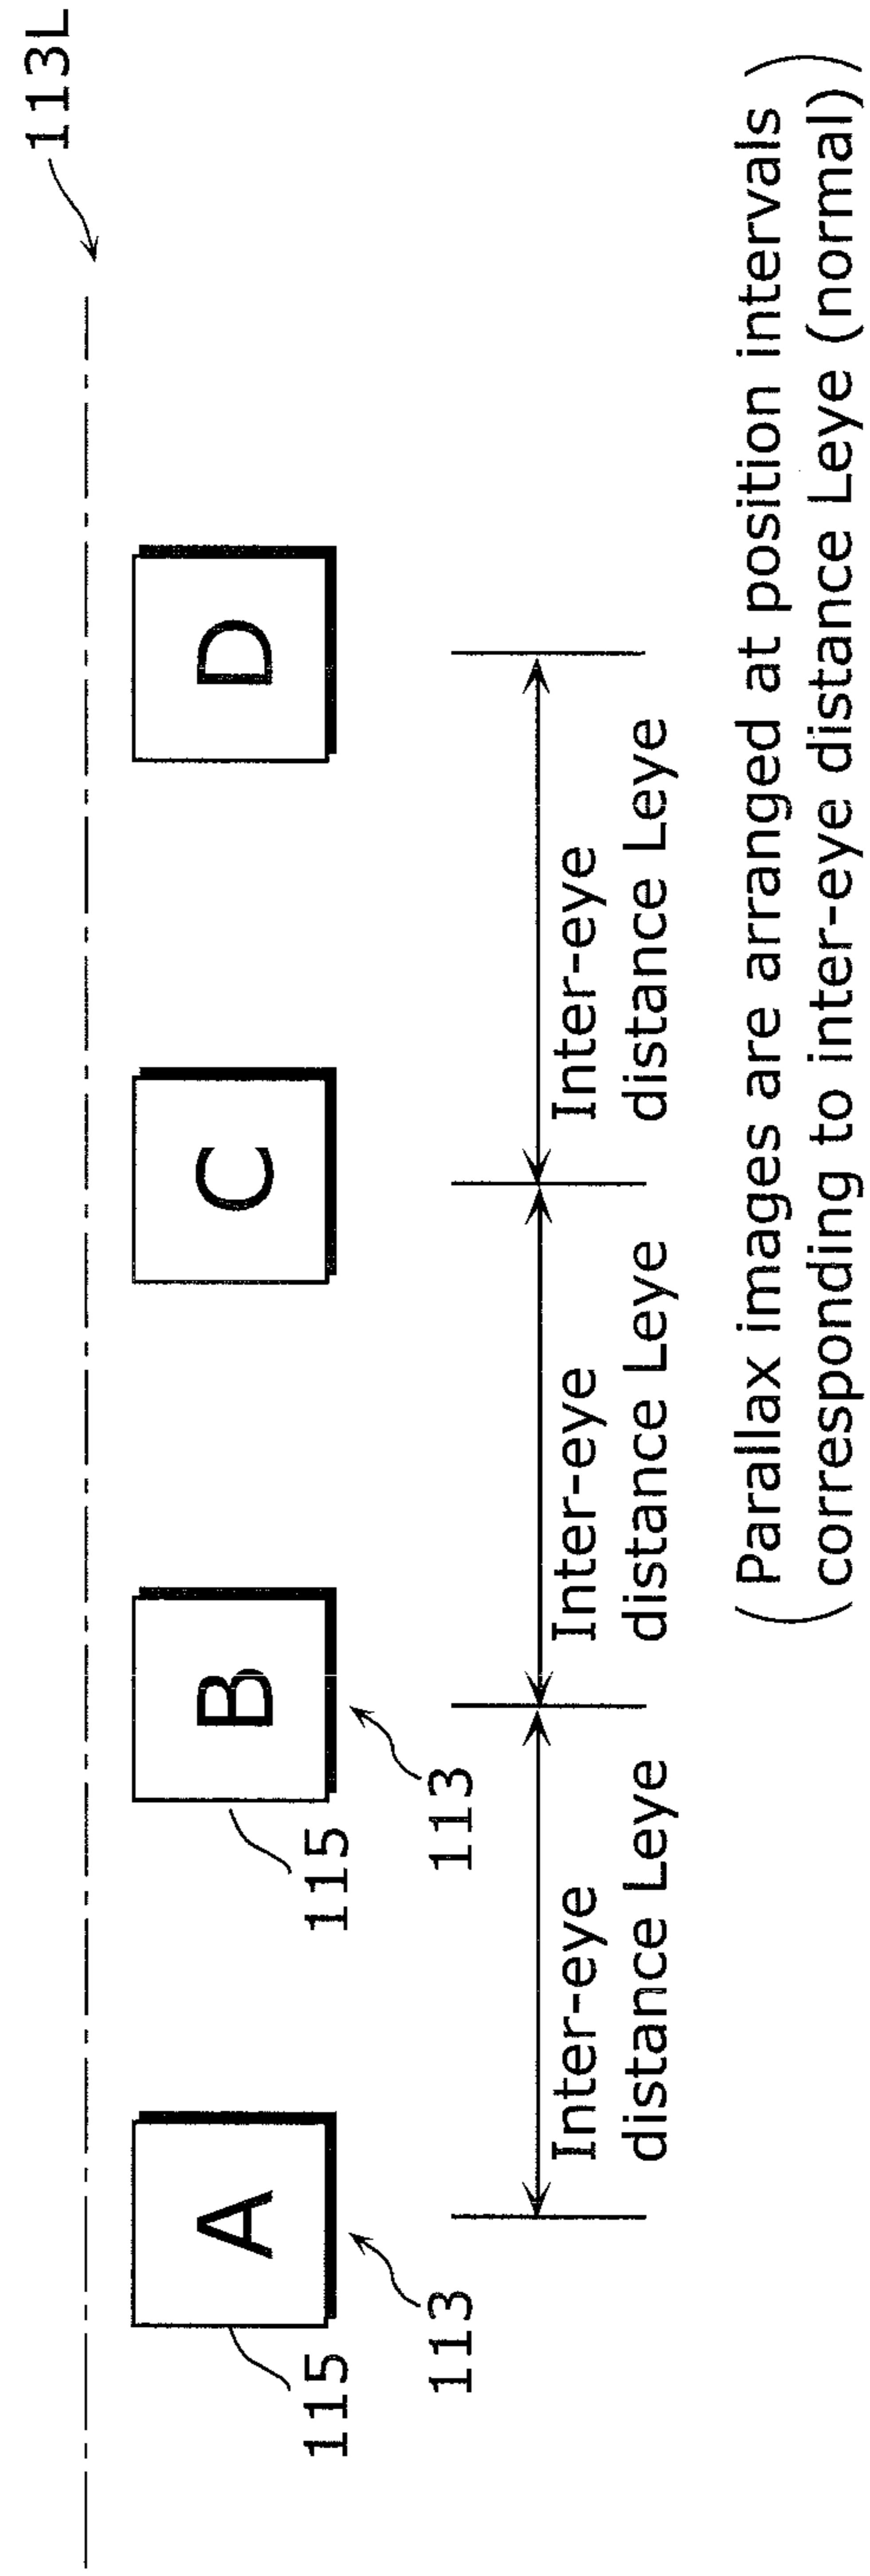 113L
A
B
C
D
115
113
115
113
Inter-eye
distance Leye
Inter-eye
distance Leye
Inter-eye
distance Leye
(Parallax images are arranged at position intervals
corresponding to inter-eye distance Leye (normal))